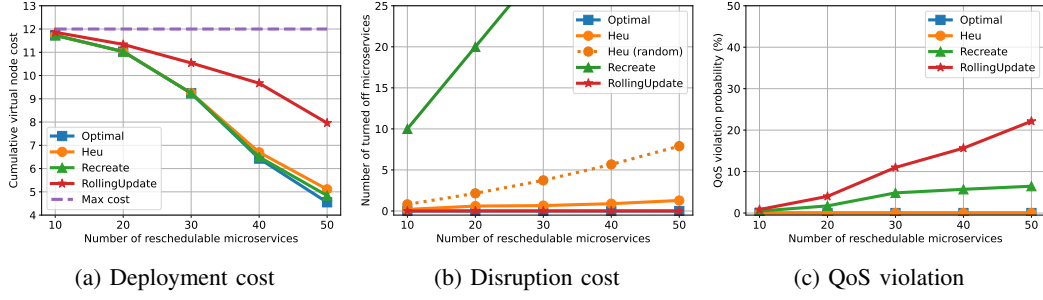 12
11
10
9
8
7
6
5
4
Cumulative virtual node cost
Optimal
Heu
Recreate
RollingUpdate
Max cost
10 20 30 40 50
Number of reschedulable microservices
(a) Deployment cost
25
20
15
10
5
0
Number of turned off microservices
Optimal
Heu
Heu (random)
Recreate
RollingUpdate
10 20 30 40 50
Number of reschedulable microservices
(b) Disruption cost
50
40
30
20
10
0
QoS violation probability (%)
Optimal
Heu
Recreate
RollingUpdate
10 20 30 40 50
Number of reschedulable microservices
(c) QoS violation